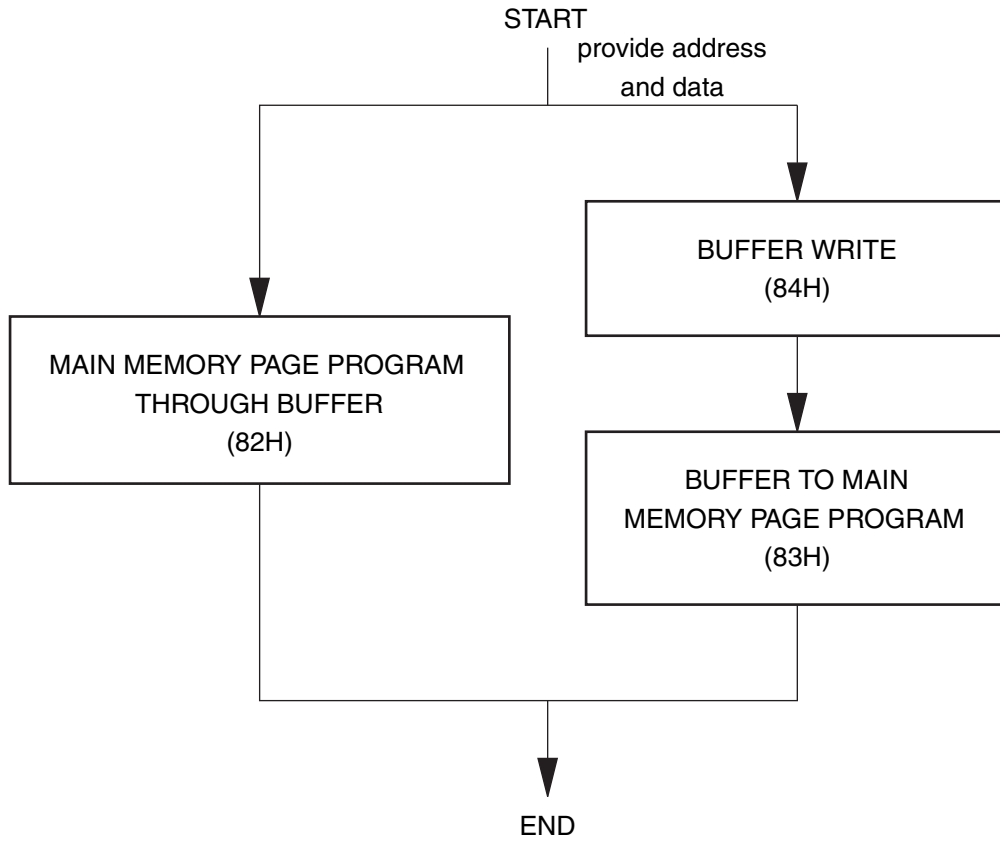 START
provide address
and data
BUFFER WRITE
(84H)
MAIN MEMORY PAGE PROGRAM
THROUGH BUFFER
(82H)
BUFFER TO MAIN
MEMORY PAGE PROGRAM
(83H)
END